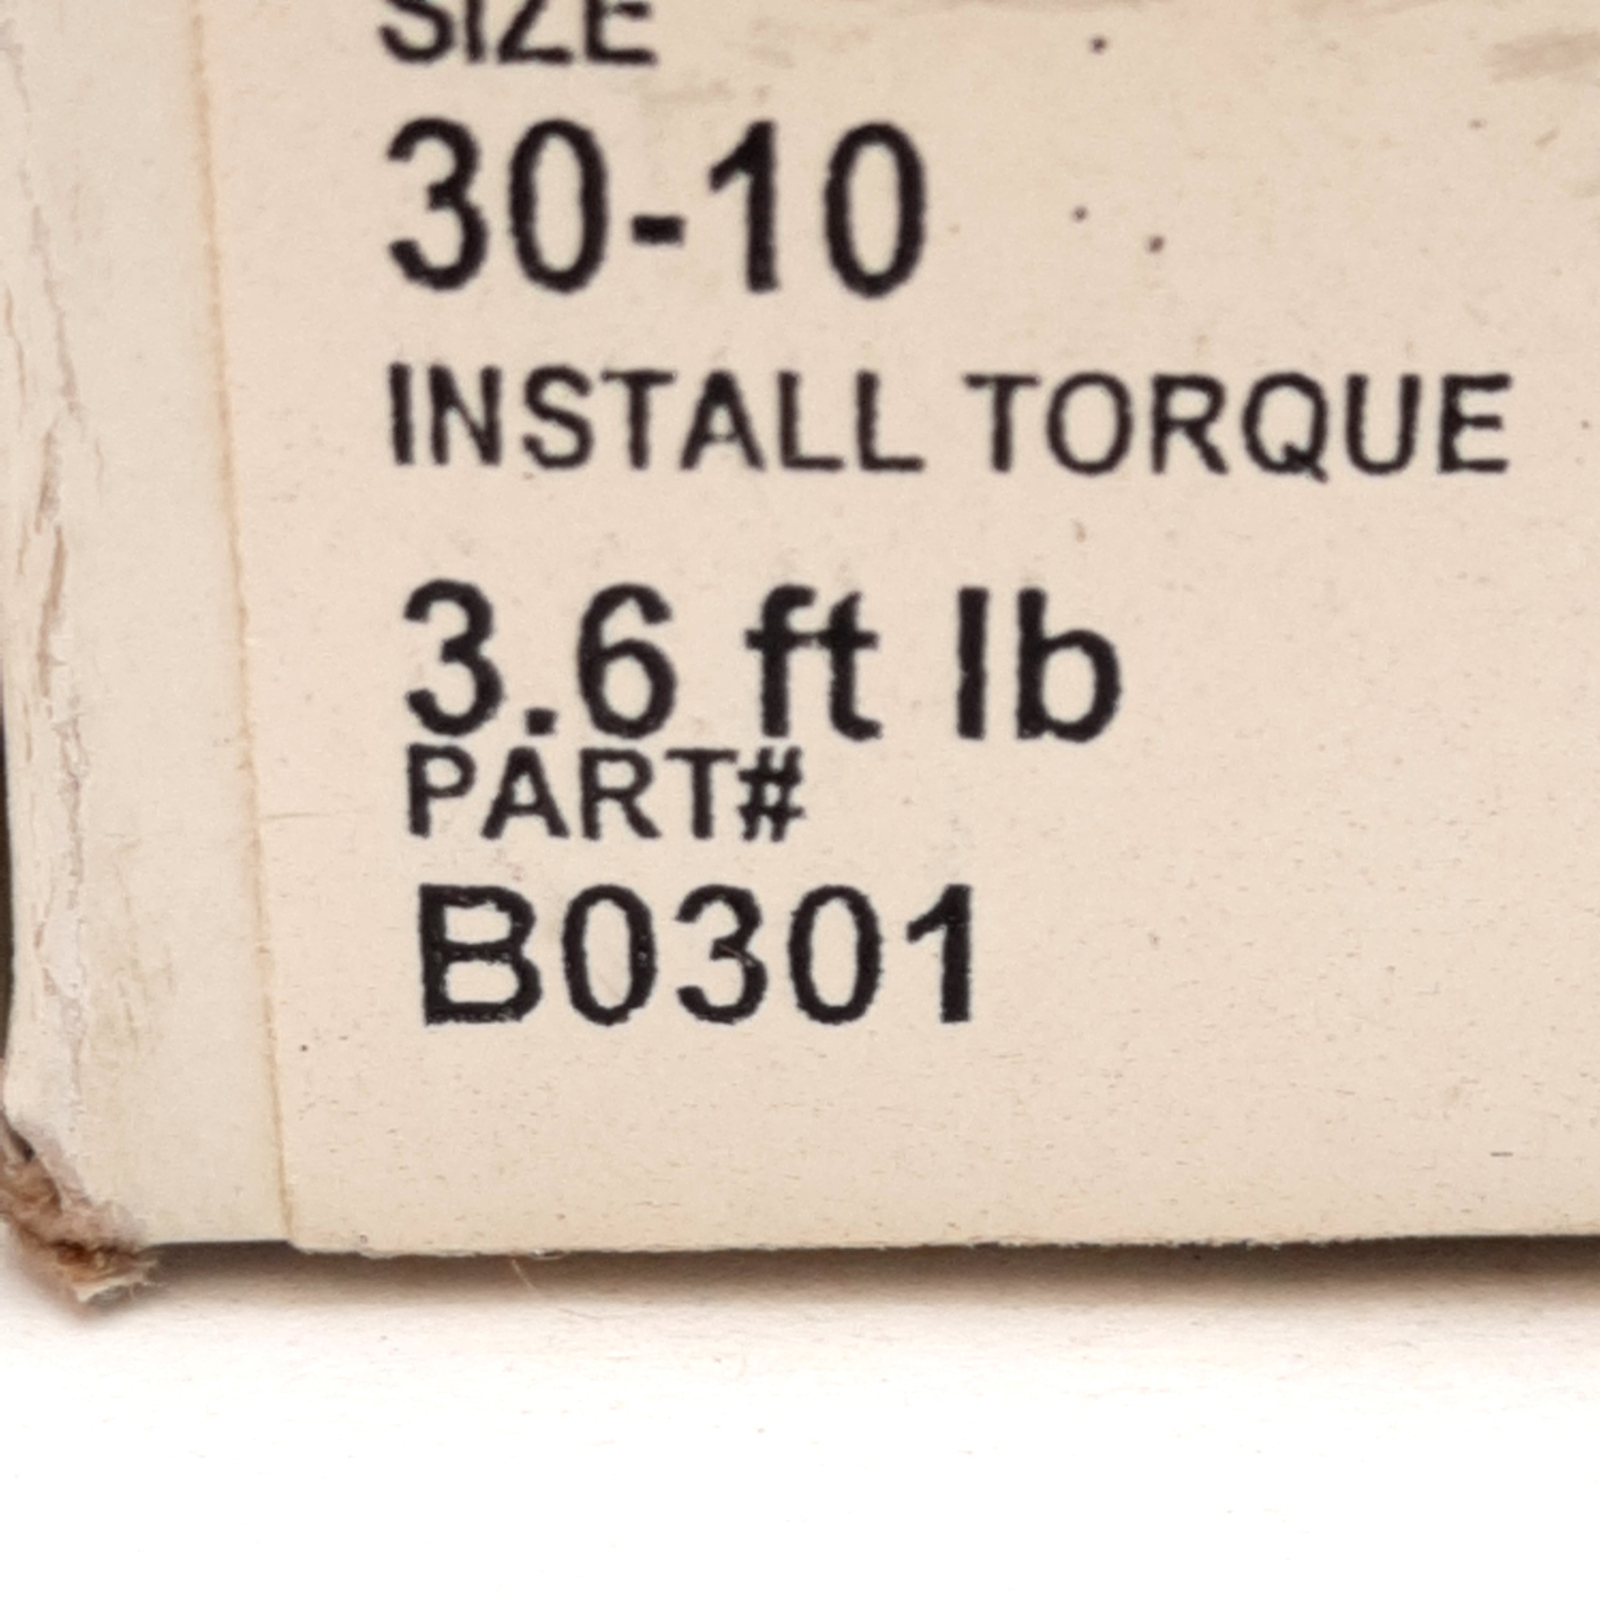 SIZE
30-10
INSTALL TORQUE
3.6 ft lb
PART#
B0301